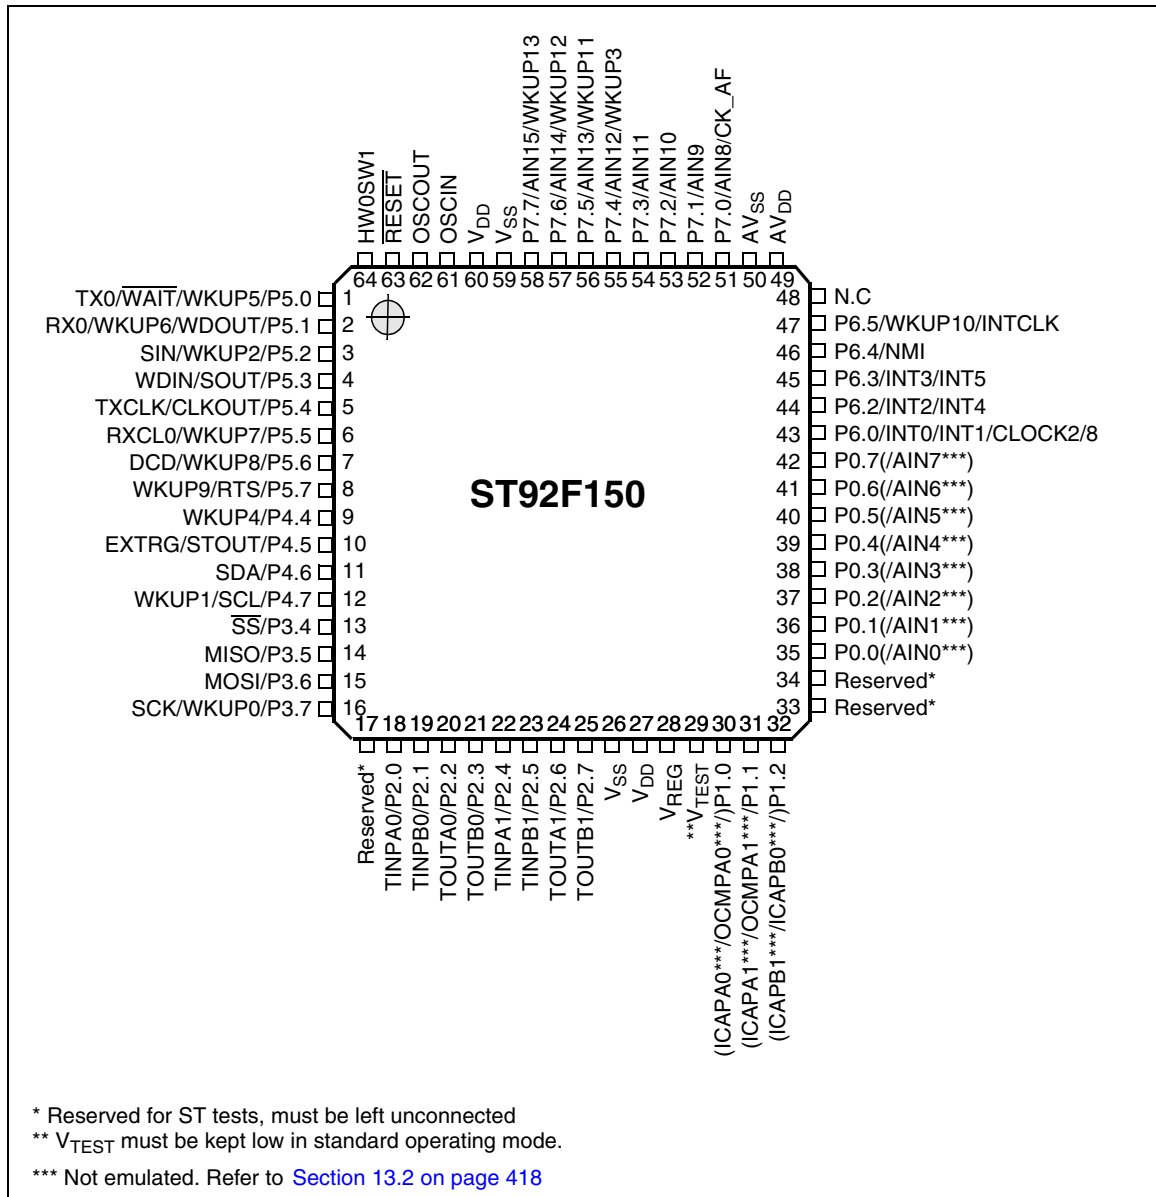 HW0SW1
RESET
OSCOUT
OSCIN
VDD
VSS
P7.7/AIN15/WKUP13
P7.6/AIN14/WKUP12
P7.5/AIN13/WKUP11
P7.4/AIN12/WKUP3
P7.3/AIN11
P7.2/AIN10
P7.1/AIN9
P7.0/AIN8/CK_AF
AVSS
AVDD
64 63 62 61 60 59 58 57 56 55 54 53 52 51 50 49
TX0/WAIT/WKUP5/P5.0 1
RX0/WKUP6/WDOUT/P5.1 2
SIN/WKUP2/P5.2 3
WDIN/SOUT/P5.3 4
TXCLK/CLKOUT/P5.4 5
RXCL0/WKUP7/P5.5 6
DCD/WKUP8/P5.6 7
WKUP9/RTS/P5.7 8
WKUP4/P4.4 9
EXTRG/STOUT/P4.5 10
SDA/P4.6 11
WKUP1/SCL/P4.7 12
SS/P3.4 13
MISO/P3.5 14
MOSI/P3.6 15
SCK/WKUP0/P3.7 16
ST92F150
48 N.C
47 P6.5/WKUP10/INTCLK
46 P6.4/NMI
45 P6.3/INT3/INT5
44 P6.2/INT2/INT4
43 P6.0/INT0/INT1/CLOCK2/8
42 P0.7(/AIN7***)
41 P0.6(/AIN6***)
40 P0.5(/AIN5***)
39 P0.4(/AIN4***)
38 P0.3(/AIN3***)
37 P0.2(/AIN2***)
36 P0.1(/AIN1***)
35 P0.0(/AIN0***)
34 Reserved*
33 Reserved*
17 18 19 20 21 22 23 24 25 26 27 28 29 30 31 32
Reserved*
TINPA0/P2.0
TINPB0/P2.1
TOUTA0/P2.2
TOUTB0/P2.3
TINPA1/P2.4
TINPB1/P2.5
TOUTA1/P2.6
TOUTB1/P2.7
VSS
VDD
VREG
**VTEST
(ICAPA0***/OCMPA0***/)P1.0
(ICAPA1***/OCMPA1***/P1.1
(ICAPB1***/ICAPB0***/)P1.2
* Reserved for ST tests, must be left unconnected
** VTEST must be kept low in standard operating mode.
*** Not emulated. Refer to Section 13.2 on page 418